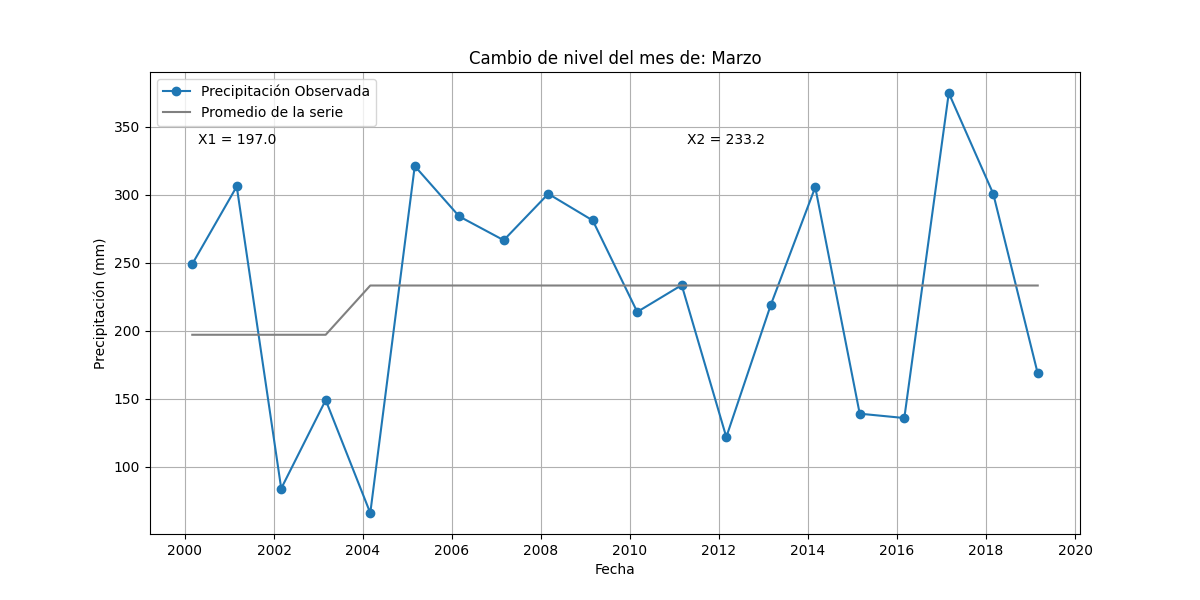 Cambio de nivel del mes de: Marzo
Precipitación Observada
Promedio de la serie
X1 = 197.0
X2 = 233.2
Precipitación (mm)
350
300
250
200
150
100
2000 2002 2004 2006 2008 2010 2012 2014 2016 2018 2020
Fecha